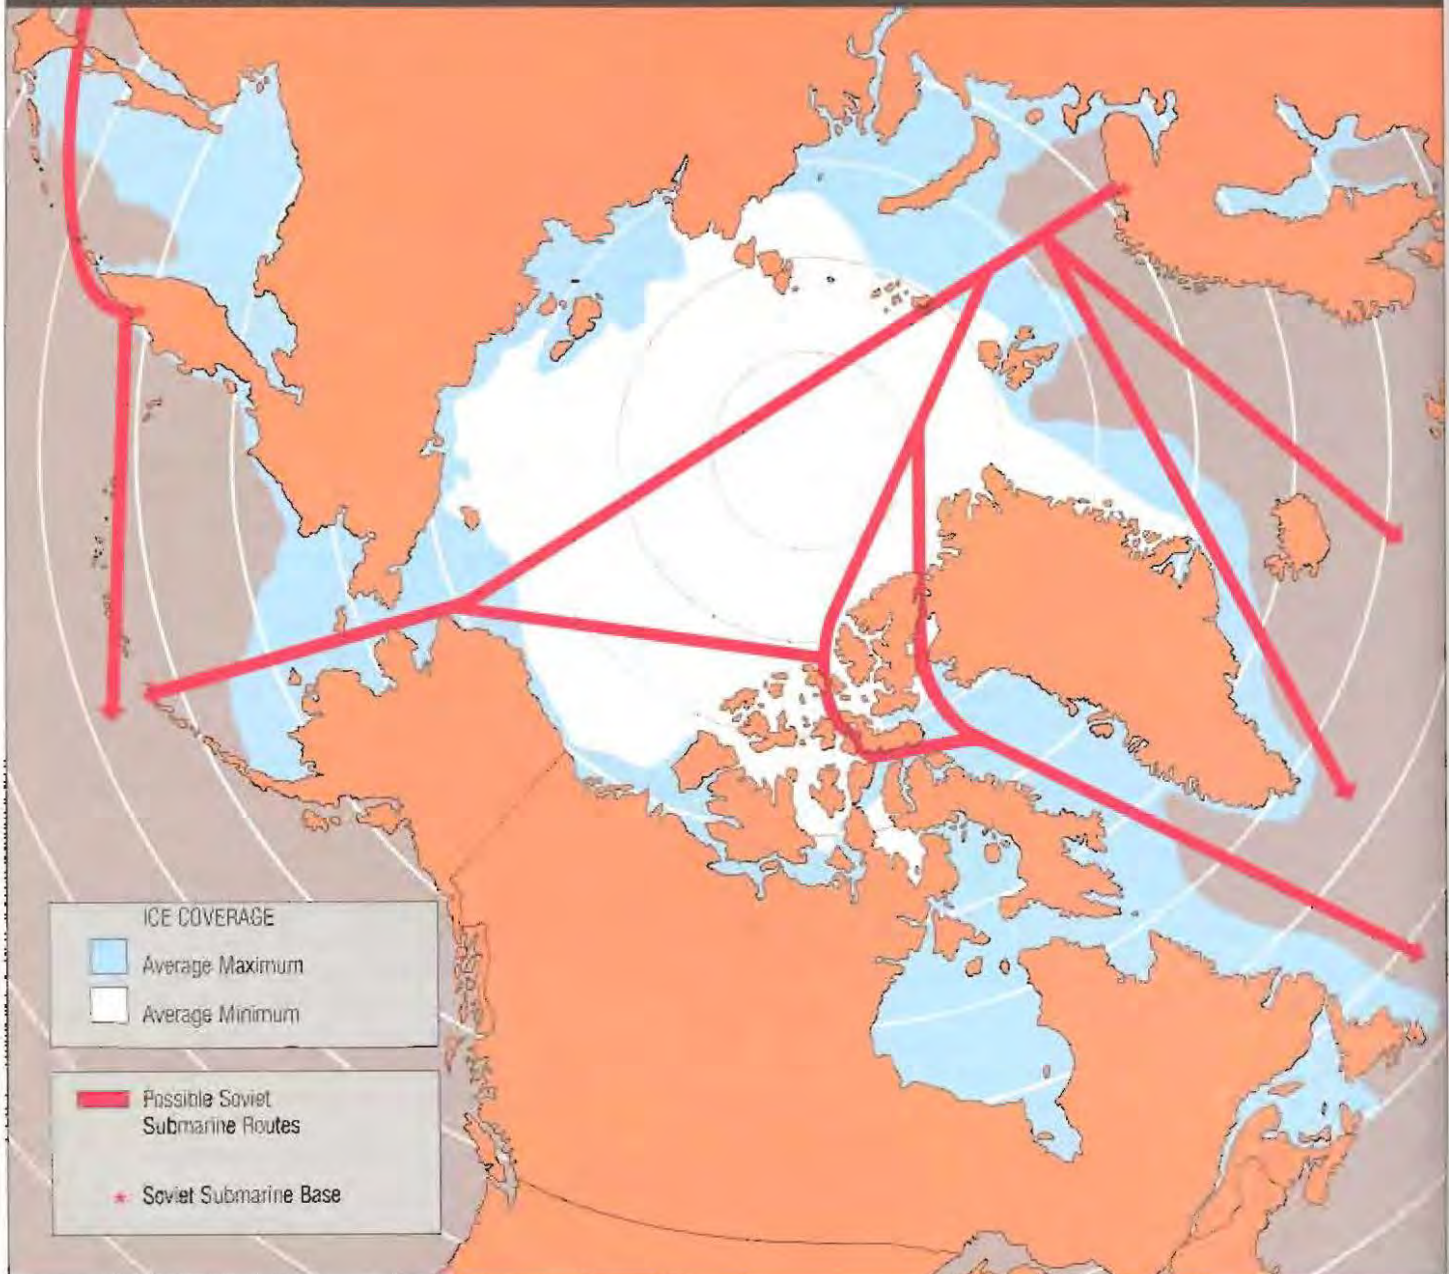 ICE COVERAGE
Average Maximum
Average Minimum
Possible Soviet
Submarine Routes
Soviet Submarine Base